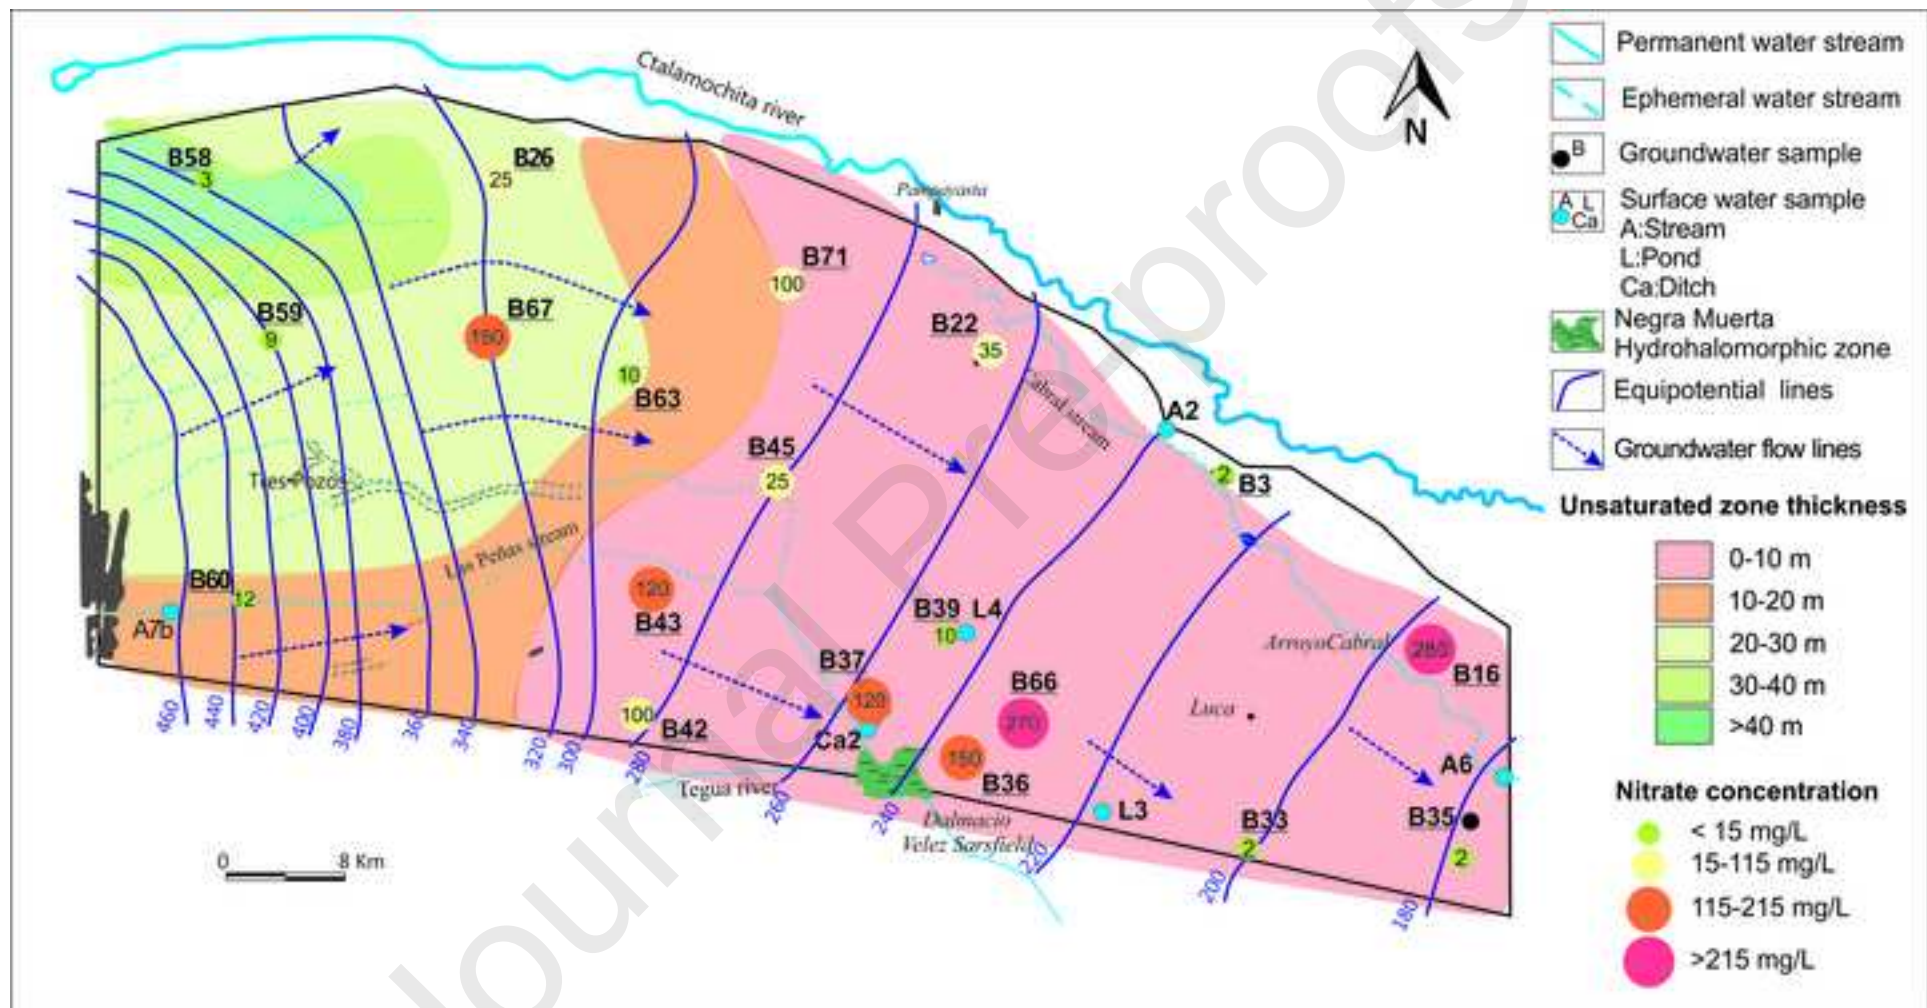 Ctalamochita river
N
B58
3
B26
25
B71
100
B59
9
B67
B22
35
10
B63
Cabral stream
A2
B45
25
2
B3
Tres Pozos
Las Peñas stream
B60
12
A7b
120
B43
B39 L4
10
ArroyoCabral
280
B16
B37
120
B66
270
Luca
100
B42
Ca2
150
B36
A6
Tegua river
L3
B33
2
B35
2
Dalmacio
Velez Sarsfield
460
440
420
400
380
360
340
320
300
280
260
240
220
200
180
0 8 Km
Journal Pre-proofs
Permanent water stream
Ephemeral water stream
B
Groundwater sample
A L
Ca
Surface water sample
A:Stream
L:Pond
Ca:Ditch
Negra Muerta
Hydrohalomorphic zone
Equipotential lines
Groundwater flow lines
Unsaturated zone thickness
0-10 m
10-20 m
20-30 m
30-40 m
>40 m
Nitrate concentration
< 15 mg/L
15-115 mg/L
115-215 mg/L
>215 mg/L